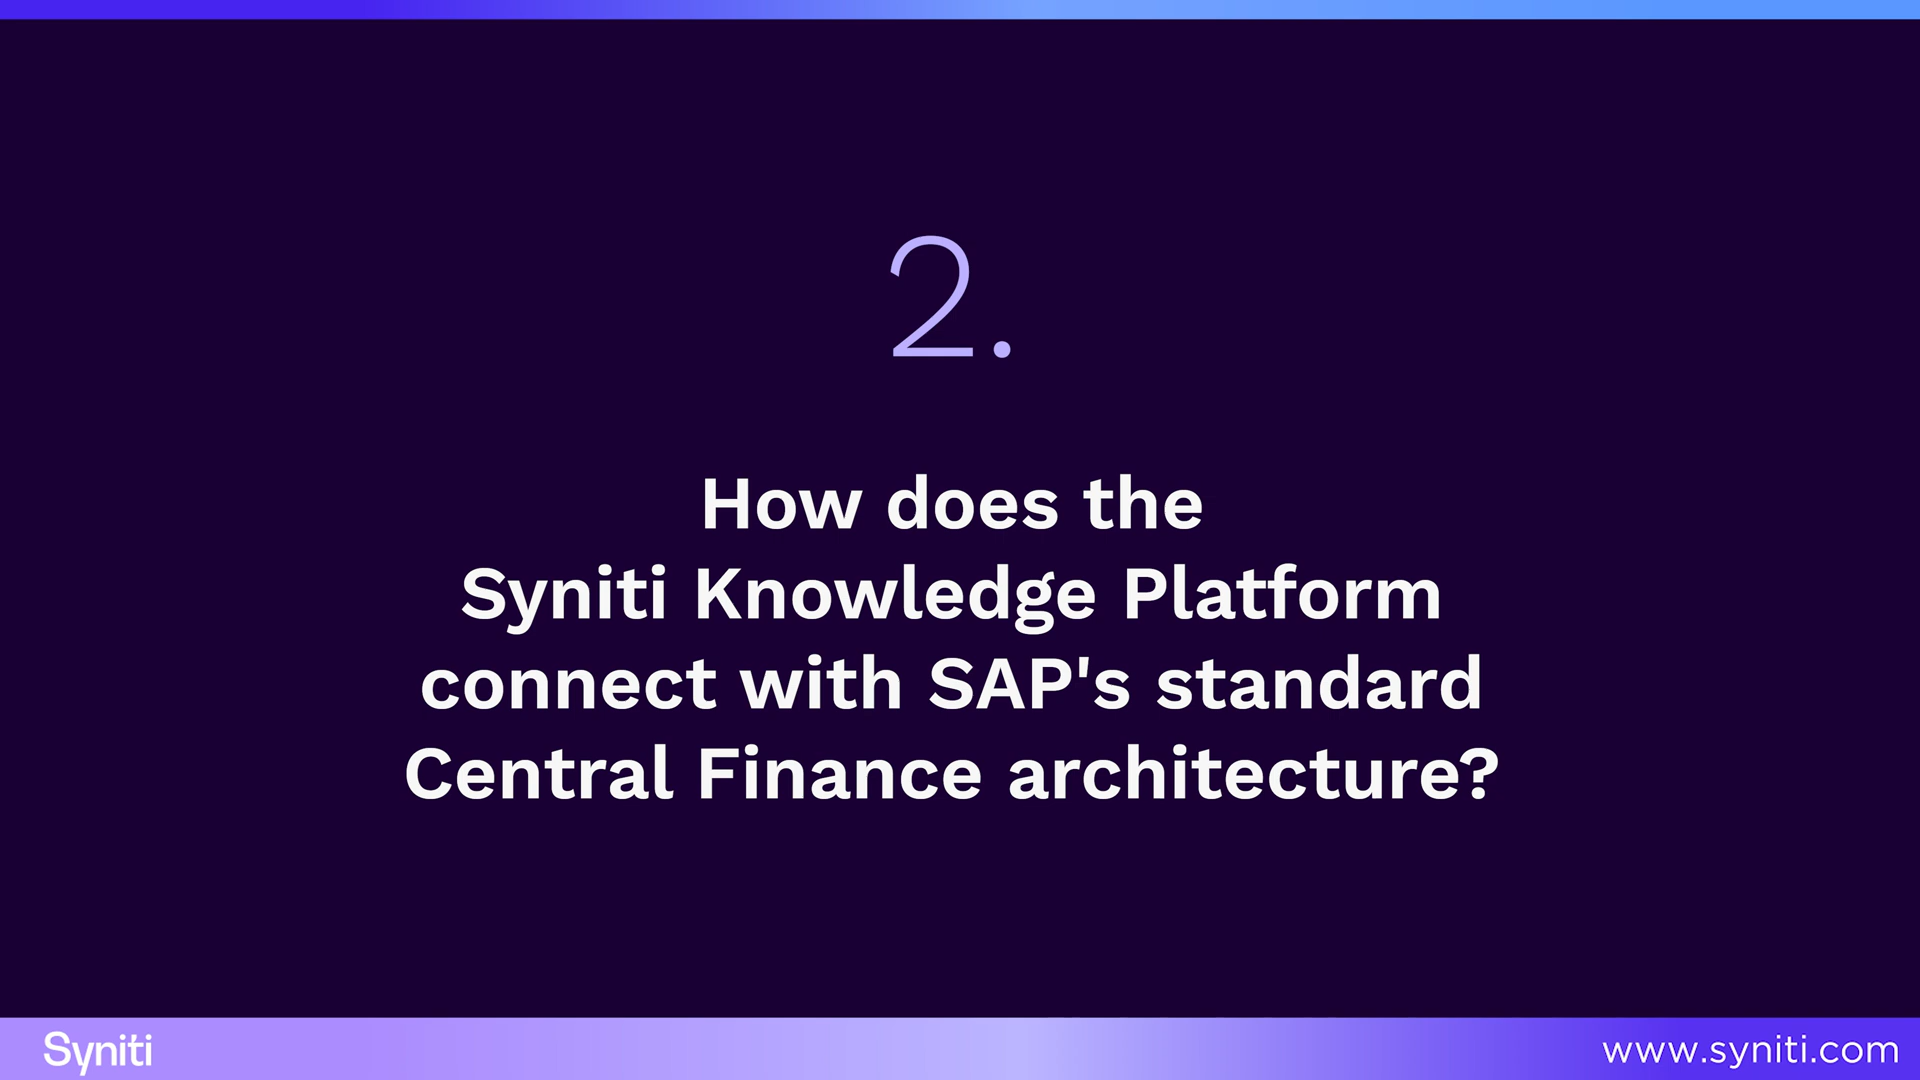 2.
How does the
Syniti Knowledge Platform
connect with SAP's standard
Central Finance architecture?
Syniti
www.syniti.com